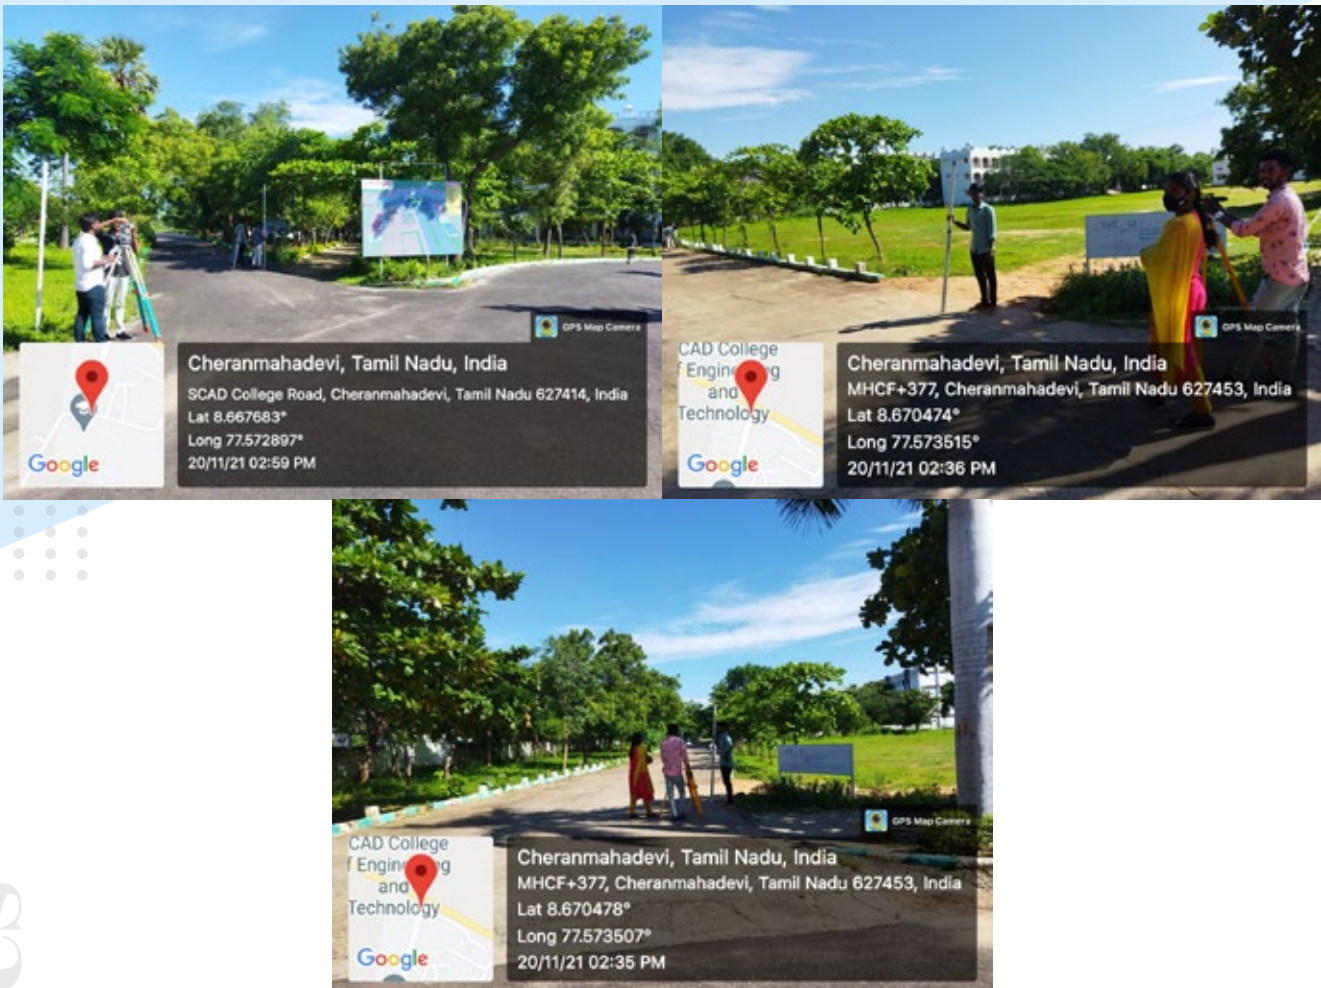 GPS Map Camera
Cheranmahadevi, Tamil Nadu, India
SCAD College Road, Cheranmahadevi, Tamil Nadu 627414, India
Lat 8.667683°
Long 77.572897°
20/11/21 02:59 PM
Google
GPS Map Camera
CAD College
f Engineering
and
Technology
Google
Cheranmahadevi, Tamil Nadu, India
MHCF+377, Cheranmahadevi, Tamil Nadu 627453, India
Lat 8.670474°
Long 77.573515°
20/11/21 02:36 PM
GPS Map Camera
CAD College
f Engineering
and
Technology
Google
Cheranmahadevi, Tamil Nadu, India
MHCF+377, Cheranmahadevi, Tamil Nadu 627453, India
Lat 8.670478°
Long 77.573507°
20/11/21 02:35 PM
cs